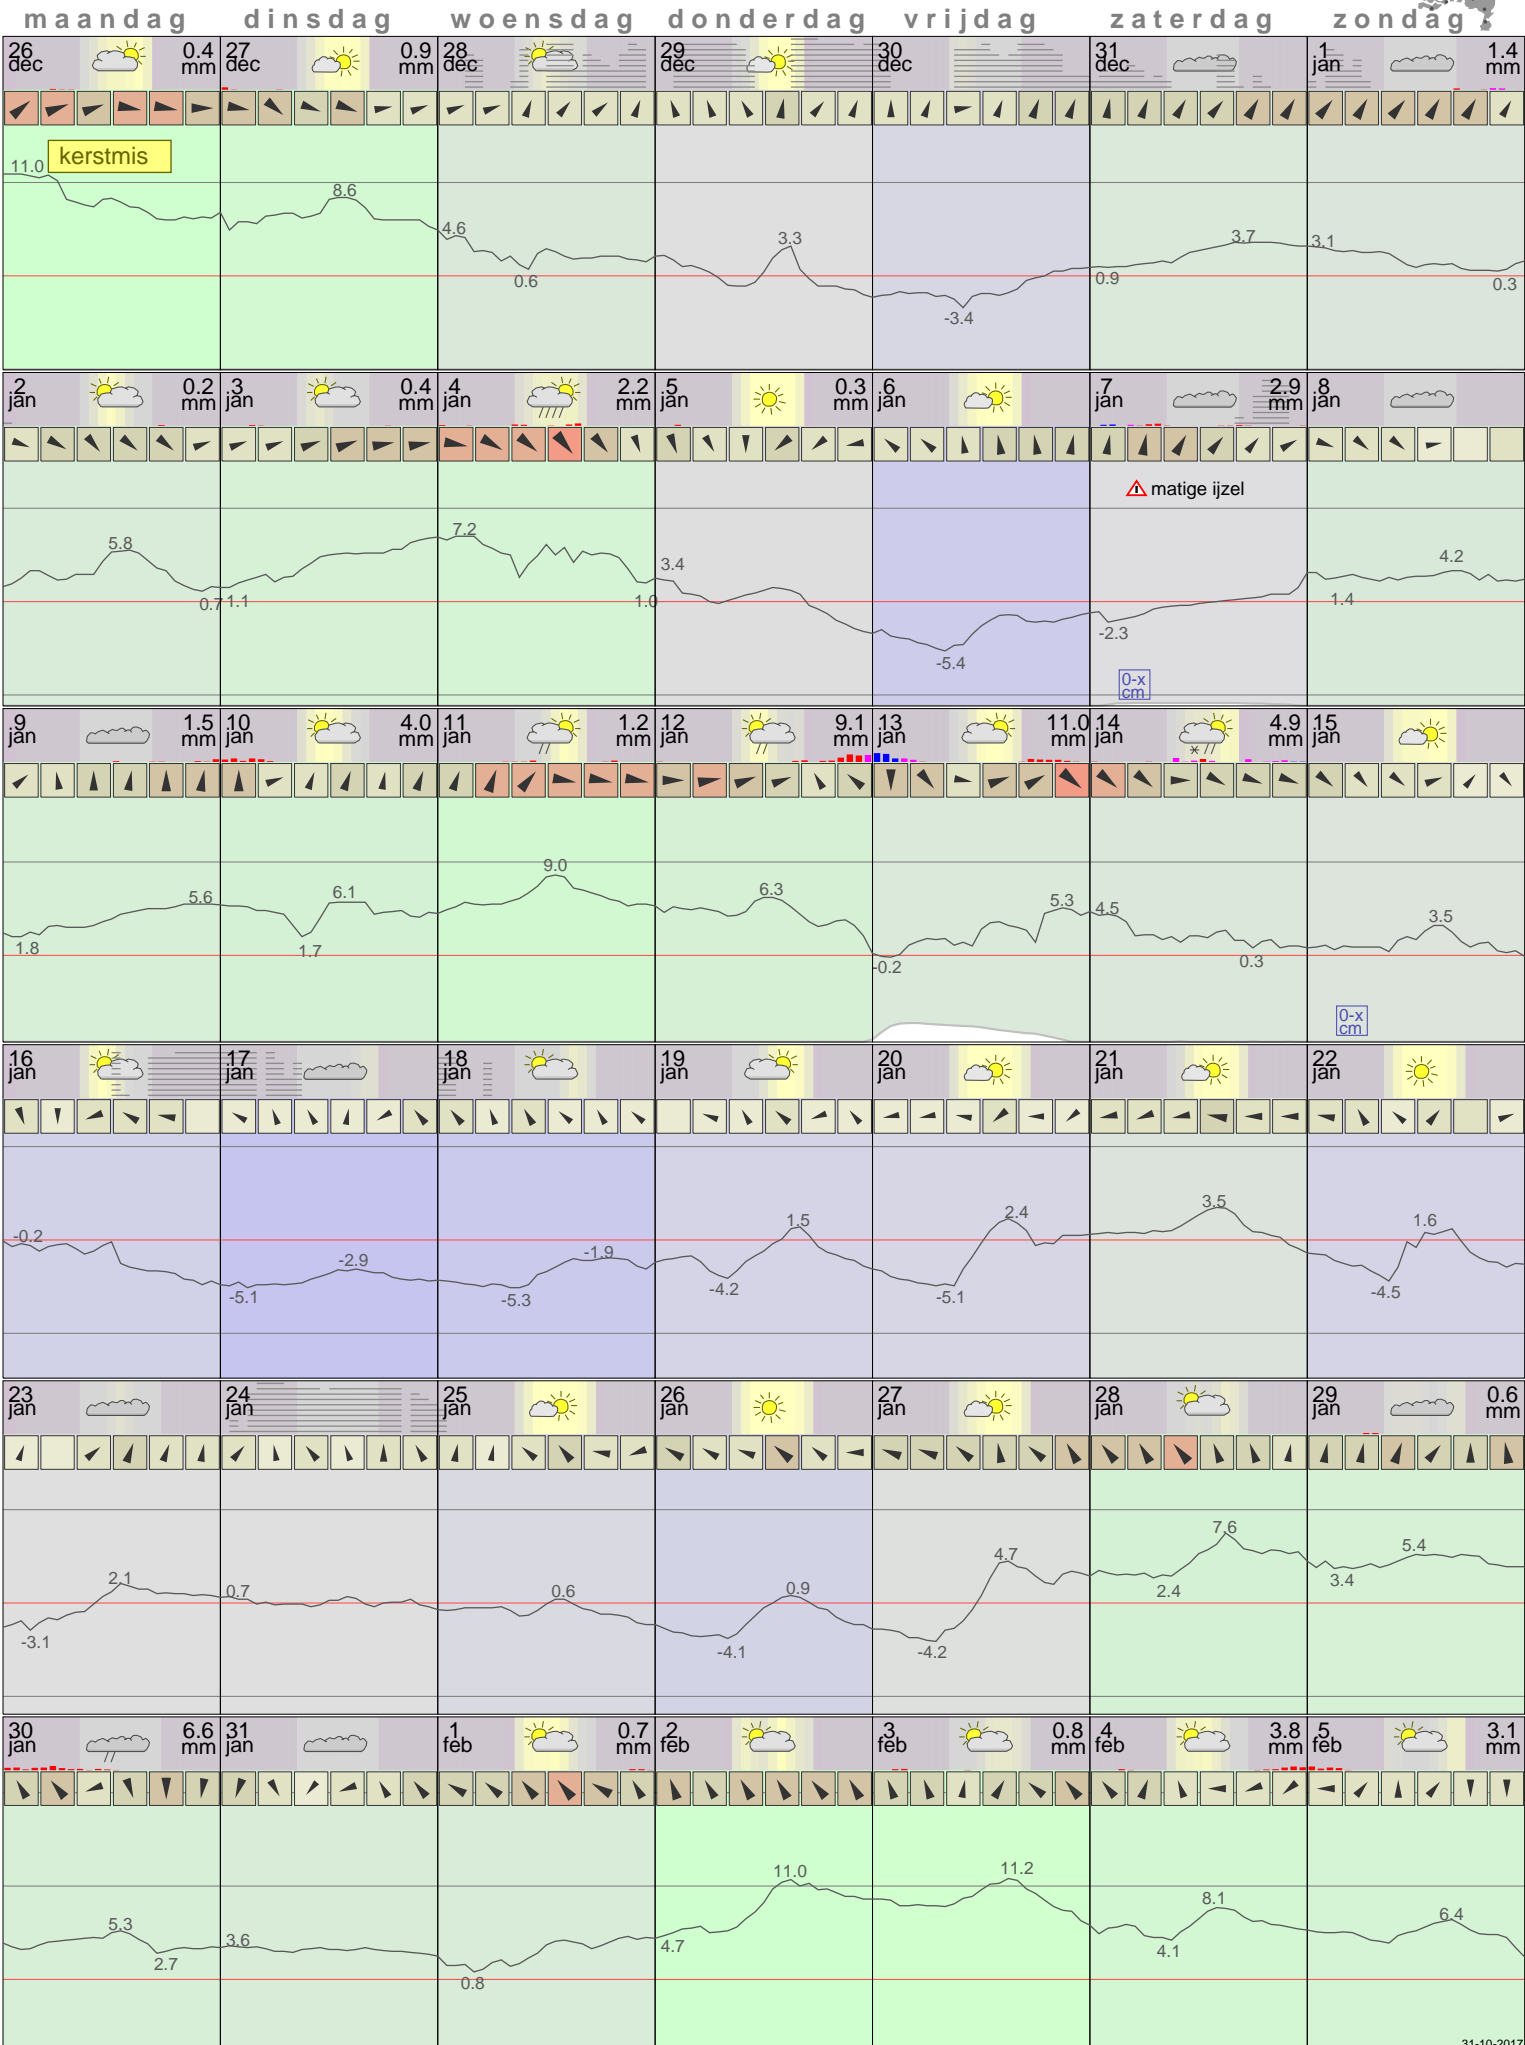 maandag dinsdag woensdag donderdag vrijdag zaterdag zondag
26 dec 0.4 mm 27 dec 0.9 mm 28 dec 29 dec 30 dec 31 dec 1 jan 1.4 mm
kerstmis
11.0 8.6 4.6 0.6 3.3 -3.4 0.9 3.7 3.1 0.3
2 jan 0.2 mm 3 jan 0.4 mm 4 jan 2.2 mm 5 jan 0.3 mm 6 jan 7 jan 2.9 mm 8 jan
matige ijzel
5.8 0.7 1.1 7.2 1.0 3.4 -5.4 -2.3 1.4 4.2
0-x cm
9 jan 1.5 mm 10 jan 4.0 mm 11 jan 1.2 mm 12 jan 9.1 mm 13 jan 11.0 mm 14 jan 4.9 mm 15 jan
1.8 5.6 1.7 6.1 9.0 6.3 -0.2 5.3 4.5 0.3 3.5
0-x cm
16 jan 17 jan 18 jan 19 jan 20 jan 21 jan 22 jan
-0.2 -5.1 -2.9 -5.3 -1.9 -4.2 1.5 -5.1 2.4 3.5 -4.5 1.6
23 jan 24 jan 25 jan 26 jan 27 jan 28 jan 29 jan 0.6 mm
-3.1 2.1 0.7 0.6 -4.1 0.9 -4.2 4.7 2.4 7.6 3.4 5.4
30 jan 6.6 mm 31 jan 1 feb 0.7 mm 2 feb 3 feb 0.8 mm 4 feb 3.8 mm 5 feb 3.1 mm
5.3 2.7 3.6 0.8 4.7 11.0 11.2 4.1 8.1 6.4
31-10-2017